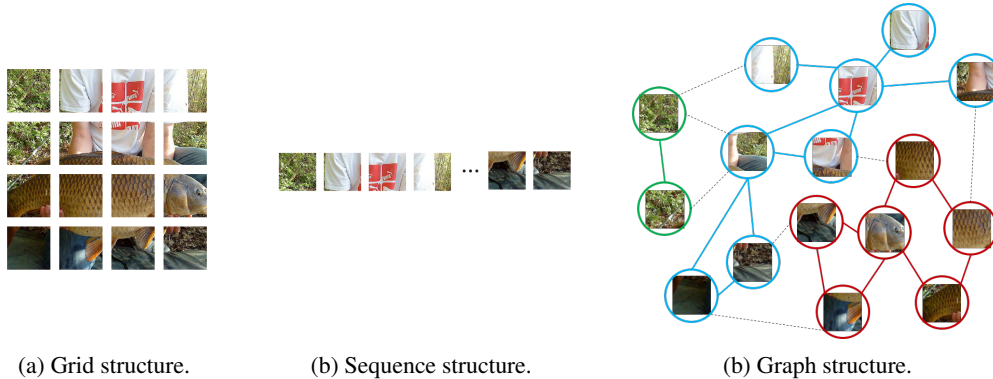 ...
(a) Grid structure.
(b) Sequence structure.
(b) Graph structure.